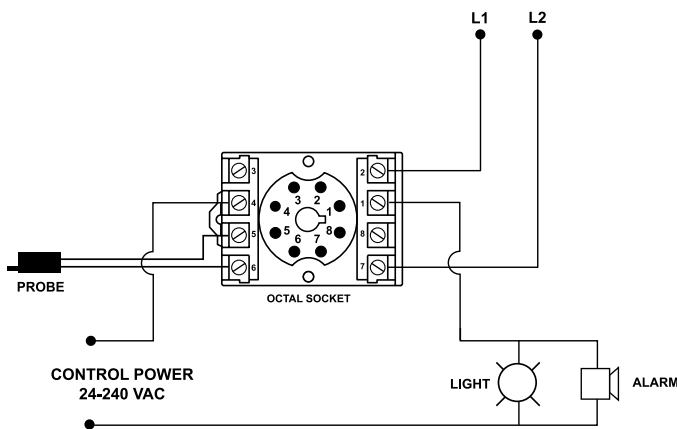 L1 L2
3 2
4 1
5 8
6 7
3 2
4 1
5 8
6 7
OCTAL SOCKET
PROBE
CONTROL POWER
24-240 VAC
LIGHT
ALARM